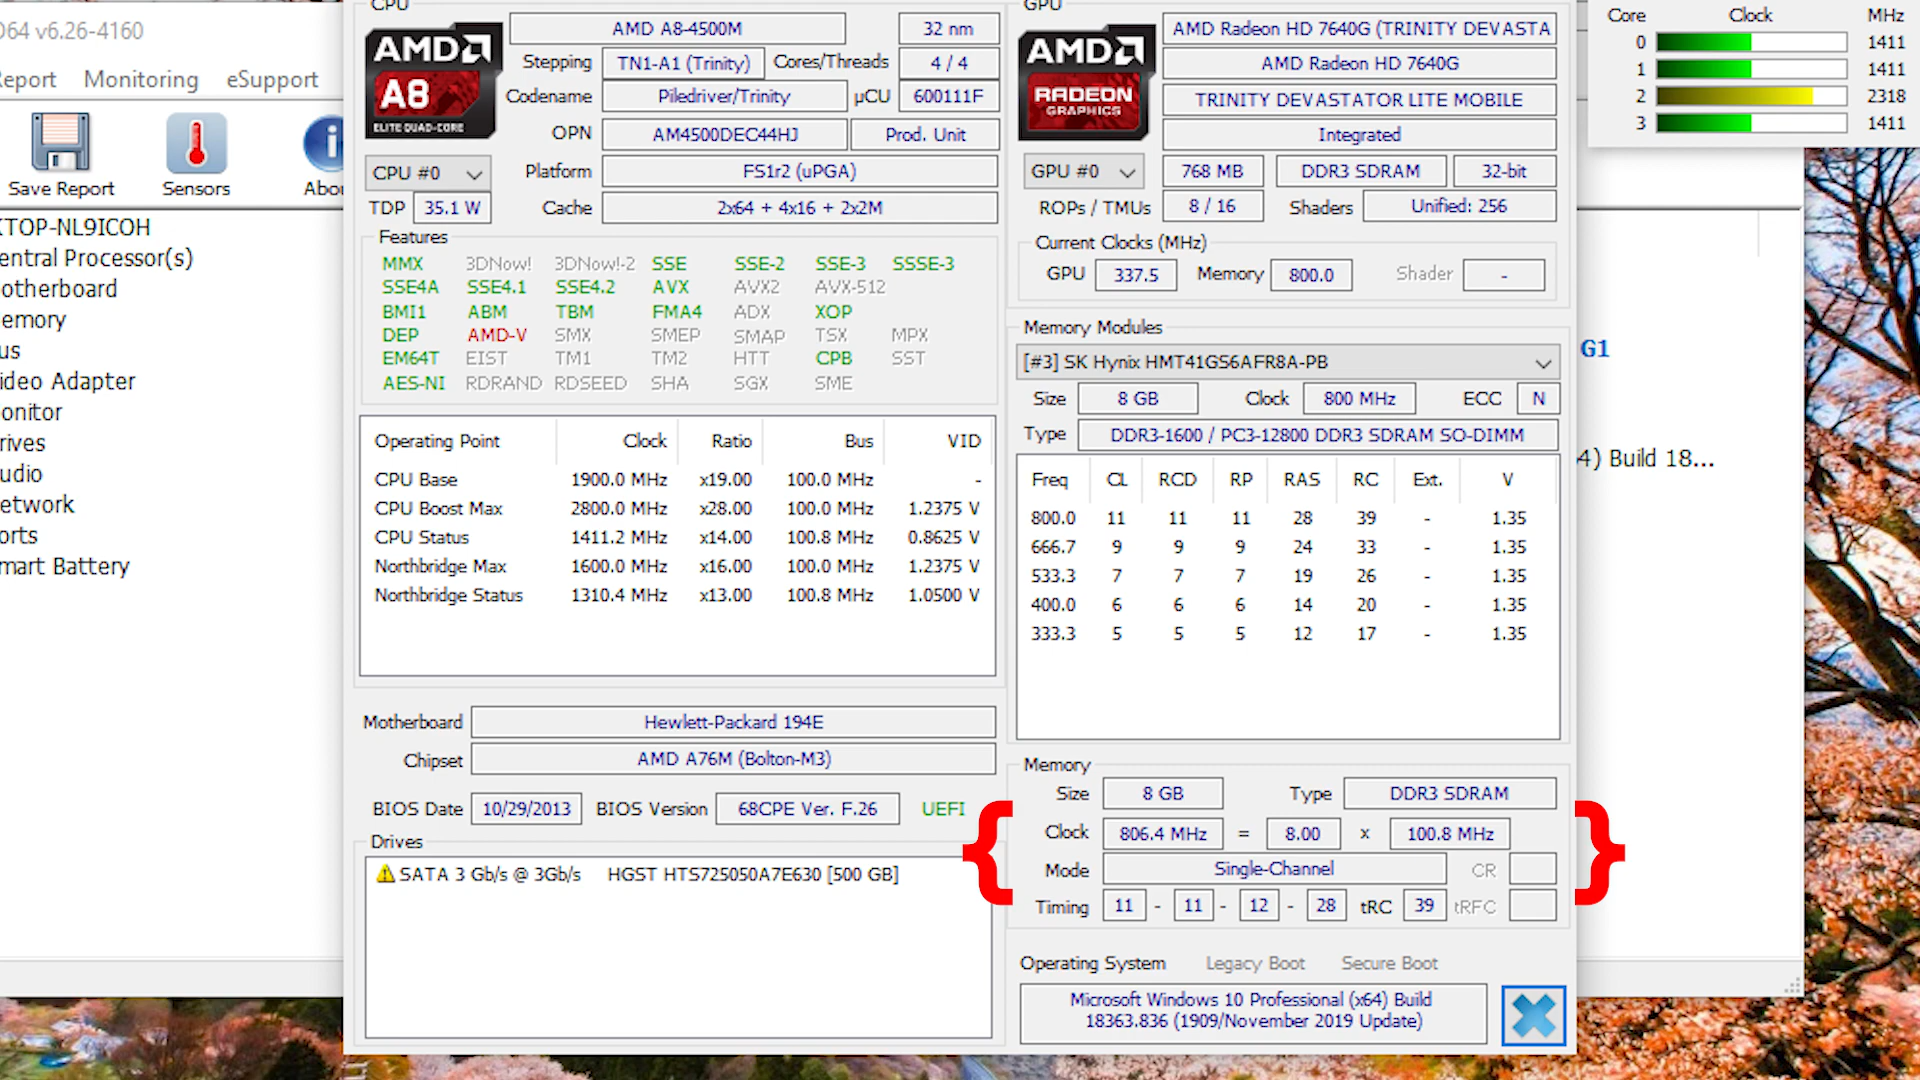 O64 v6.26-4160
eport Monitoring eSupport
Save Report Sensors Abou
KTOP-NL9ICOH
entral Processor(s)
otherboard
emory
us
ideo Adapter
onitor
rives
udio
etwork
orts
mart Battery
CPU
AMD
A8
ELITE QUAD-CORE
AMD A8-4500M 32 nm
Stepping TN1-A1 (Trinity) Cores/Threads 4 / 4
Codename Piledriver/Trinity µCU 600111F
OPN AM4500DEC44HJ Prod. Unit
CPU #0 Platform FS1r2 (uPGA)
TDP 35.1 W Cache 2x64 + 4x16 + 2x2M
Features
MMX 3DNow! 3DNow!-2 SSE SSE-2 SSE-3 SSSE-3
SSE4A SSE4.1 SSE4.2 AVX AVX2 AVX-512
BMI1 ABM TBM FMA4 ADX XOP
DEP AMD-V SMX SMEP SMAP TSX MPX
EM64T EIST TM1 TM2 HTT CPB SST
AES-NI RDRAND RDSEED SHA SGX SME
Operating Point Clock Ratio Bus VID
CPU Base 1900.0 MHz x19.00 100.0 MHz -
CPU Boost Max 2800.0 MHz x28.00 100.0 MHz 1.2375 V
CPU Status 1411.2 MHz x14.00 100.8 MHz 0.8625 V
Northbridge Max 1600.0 MHz x16.00 100.0 MHz 1.2375 V
Northbridge Status 1310.4 MHz x13.00 100.8 MHz 1.0500 V
Motherboard Hewlett-Packard 194E
Chipset AMD A76M (Bolton-M3)
BIOS Date 10/29/2013 BIOS Version 68CPE Ver. F.26 UEFI
Drives
SATA 3 Gb/s @ 3Gb/s HGST HTS725050A7E630 [500 GB]
GPU
AMD
RADEON
GRAPHICS
AMD Radeon HD 7640G (TRINITY DEVASTA
AMD Radeon HD 7640G
TRINITY DEVASTATOR LITE MOBILE
Integrated
GPU #0 768 MB DDR3 SDRAM 32-bit
ROPs / TMUs 8 / 16 Shaders Unified: 256
Current Clocks (MHz)
GPU 337.5 Memory 800.0 Shader -
Memory Modules
[#3] SK Hynix HMT41GS6AFR8A-PB
Size 8 GB Clock 800 MHz ECC N
Type DDR3-1600 / PC3-12800 DDR3 SDRAM SO-DIMM
Freq CL RCD RP RAS RC Ext. V
800.0 11 11 11 28 39 - 1.35
666.7 9 9 9 24 33 - 1.35
533.3 7 7 7 19 26 - 1.35
400.0 6 6 6 14 20 - 1.35
333.3 5 5 5 12 17 - 1.35
Memory
Size 8 GB Type DDR3 SDRAM
{ Clock 806.4 MHz = 8.00 x 100.8 MHz }
Mode Single-Channel CR
Timing 11 - 11 - 12 - 28 tRC 39 tRFC
Operating System Legacy Boot Secure Boot
Microsoft Windows 10 Professional (x64) Build
18363.836 (1909/November 2019 Update)
Core Clock MHz
0 1411
1 1411
2 2318
3 1411
G1
4) Build 18...